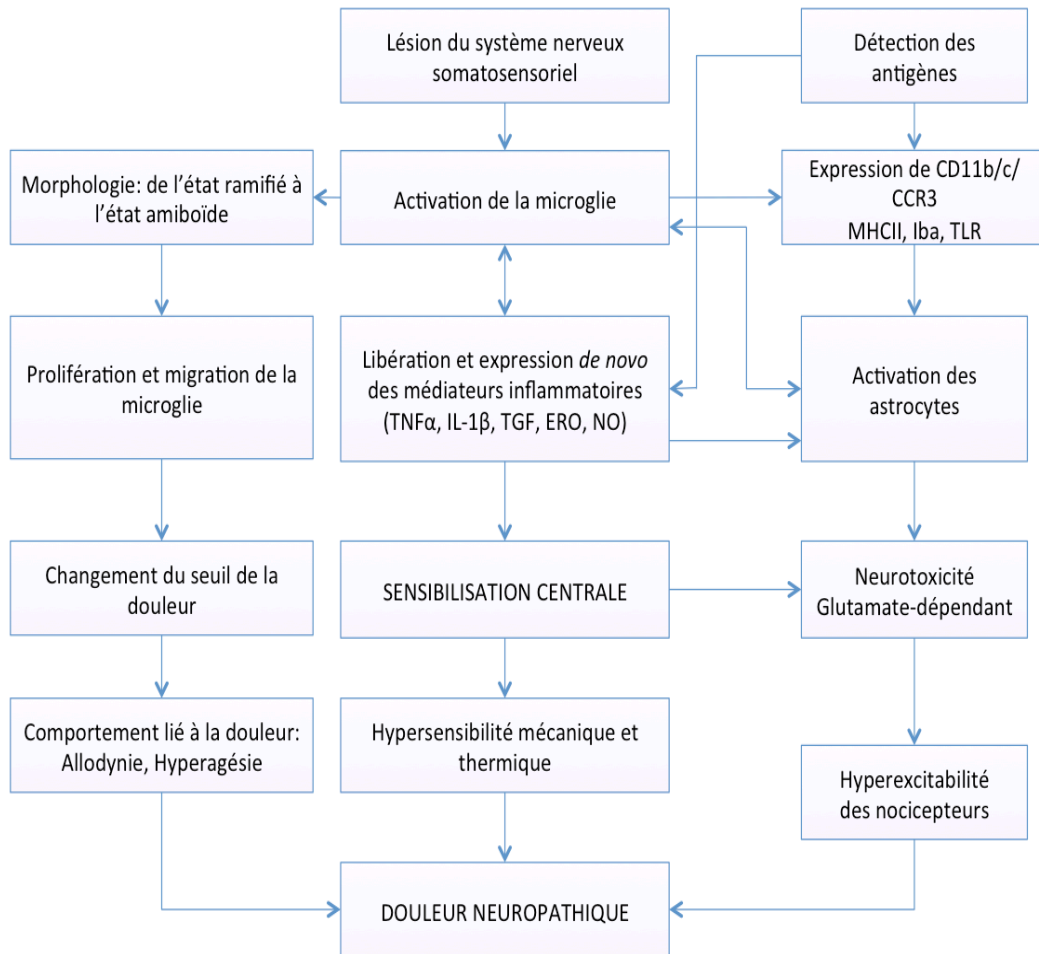 Lésion du système nerveux
somatosensoriel
Détection des
antigènes
Morphologie: de l’état ramifié à
l’état amiboïde
Activation de la microglie
Expression de CD11b/c/
CCR3
MHCII, Iba, TLR
Prolifération et migration de la
microglie
Libération et expression de novo
des médiateurs inflammatoires
(TNFα, IL-1β, TGF, ERO, NO)
Activation des
astrocytes
Changement du seuil de la
douleur
SENSIBILISATION CENTRALE
Neurotoxicité
Glutamate-dépendant
Comportement lié à la douleur:
Allodynie, Hyperagésie
Hypersensibilité mécanique et
thermique
Hyperexcitabilité
des nocicepteurs
DOULEUR NEUROPATHIQUE